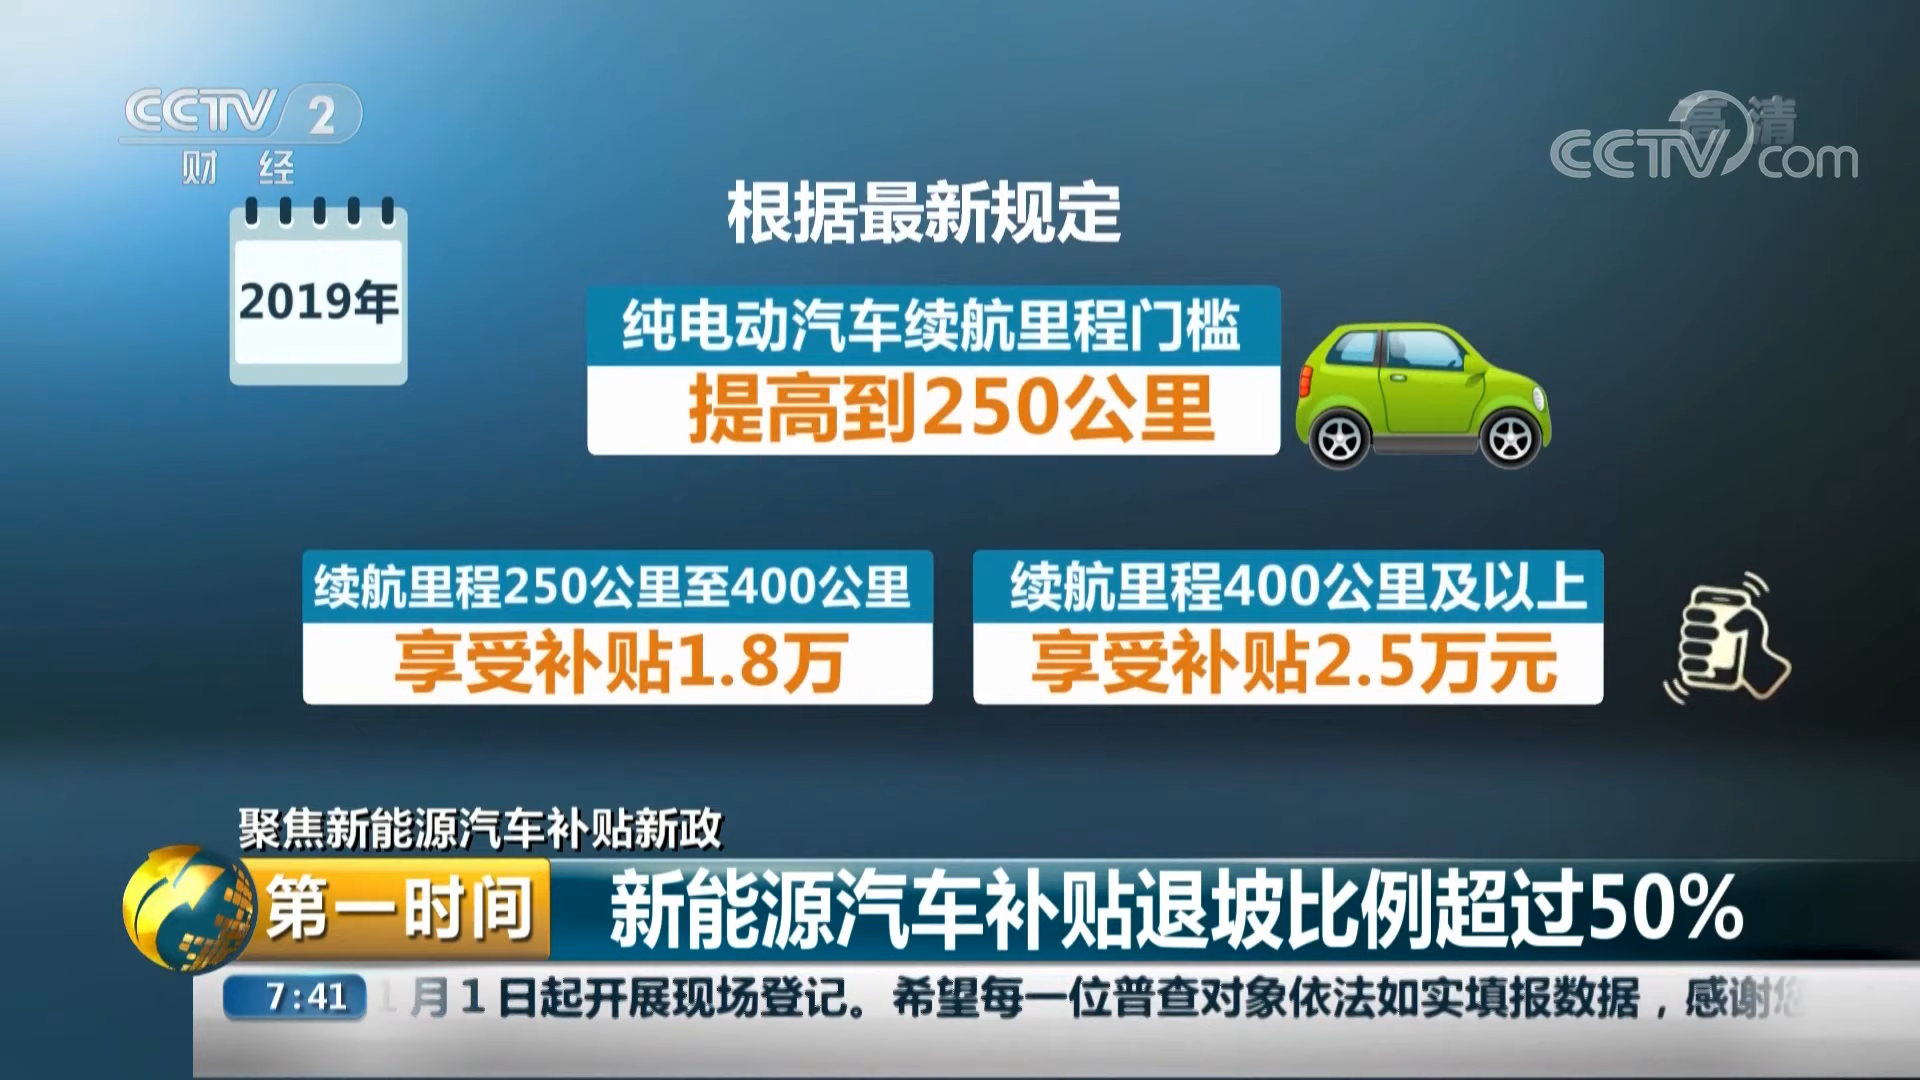 CCTV 2
财 经
高清
CCTV com
2019年
根据最新规定
纯电动汽车续航里程门槛
提高到250公里
续航里程250公里至400公里
享受补贴1.8万
续航里程400公里及以上
享受补贴2.5万元
聚焦新能源汽车补贴新政
第一时间
新能源汽车补贴退坡比例超过50%
7:41
1月1日起开展现场登记。希望每一位普查对象依法如实填报数据，感谢您